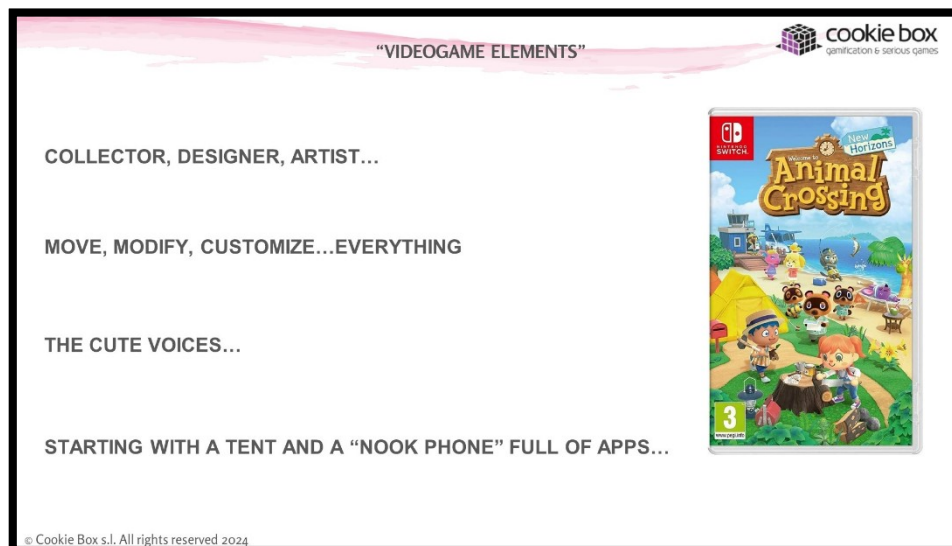 “VIDEOGAME ELEMENTS”
cookie box
gamification & serious games
COLLECTOR, DESIGNER, ARTIST…
MOVE, MODIFY, CUSTOMIZE…EVERYTHING
THE CUTE VOICES…
STARTING WITH A TENT AND A “NOOK PHONE” FULL OF APPS…
NINTENDO
SWITCH
New
Horizons
Welcome to
Animal
Crossing
3
www.pegi.info
© Cookie Box s.l. All rights reserved 2024